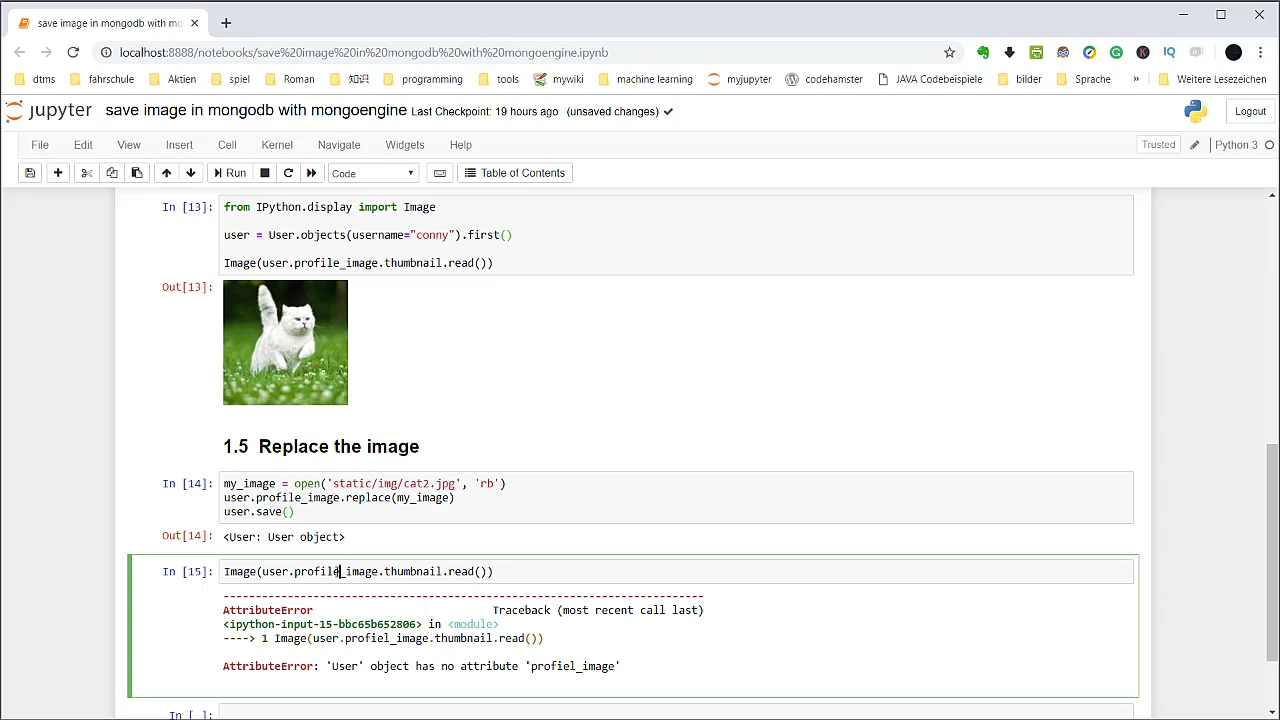 save image in mongodb with mo
localhost:8888/notebooks/save%20image%20in%20mongodb%20with%20mongoengine.ipynb
dtms
fahrschule
Aktien
spiel
Roman
知识
programming
tools
mywiki
machine learning
myjupyter
codehamster
JAVA Codebeispiele
bilder
Sprache
»
Weitere Lesezeichen
jupyter save image in mongodb with mongoengine Last Checkpoint: 19 hours ago (unsaved changes)
Logout
File Edit View Insert Cell Kernel Navigate Widgets Help
Trusted
Python 3
Run
Code
Table of Contents
In [13]: from IPython.display import Image
user = User.objects(username="conny").first()
Image(user.profile_image.thumbnail.read())
Out[13]:
1.5 Replace the image
In [14]: my_image = open('static/img/cat2.jpg', 'rb')
user.profile_image.replace(my_image)
user.save()
Out[14]: <User: User object>
In [15]: Image(user.profile_image.thumbnail.read())
---------------------------------------------------------------------------
AttributeError Traceback (most recent call last)
<ipython-input-15-bbc65b652806> in <module>
----> 1 Image(user.profiel_image.thumbnail.read())
AttributeError: 'User' object has no attribute 'profiel_image'
In [ ]: